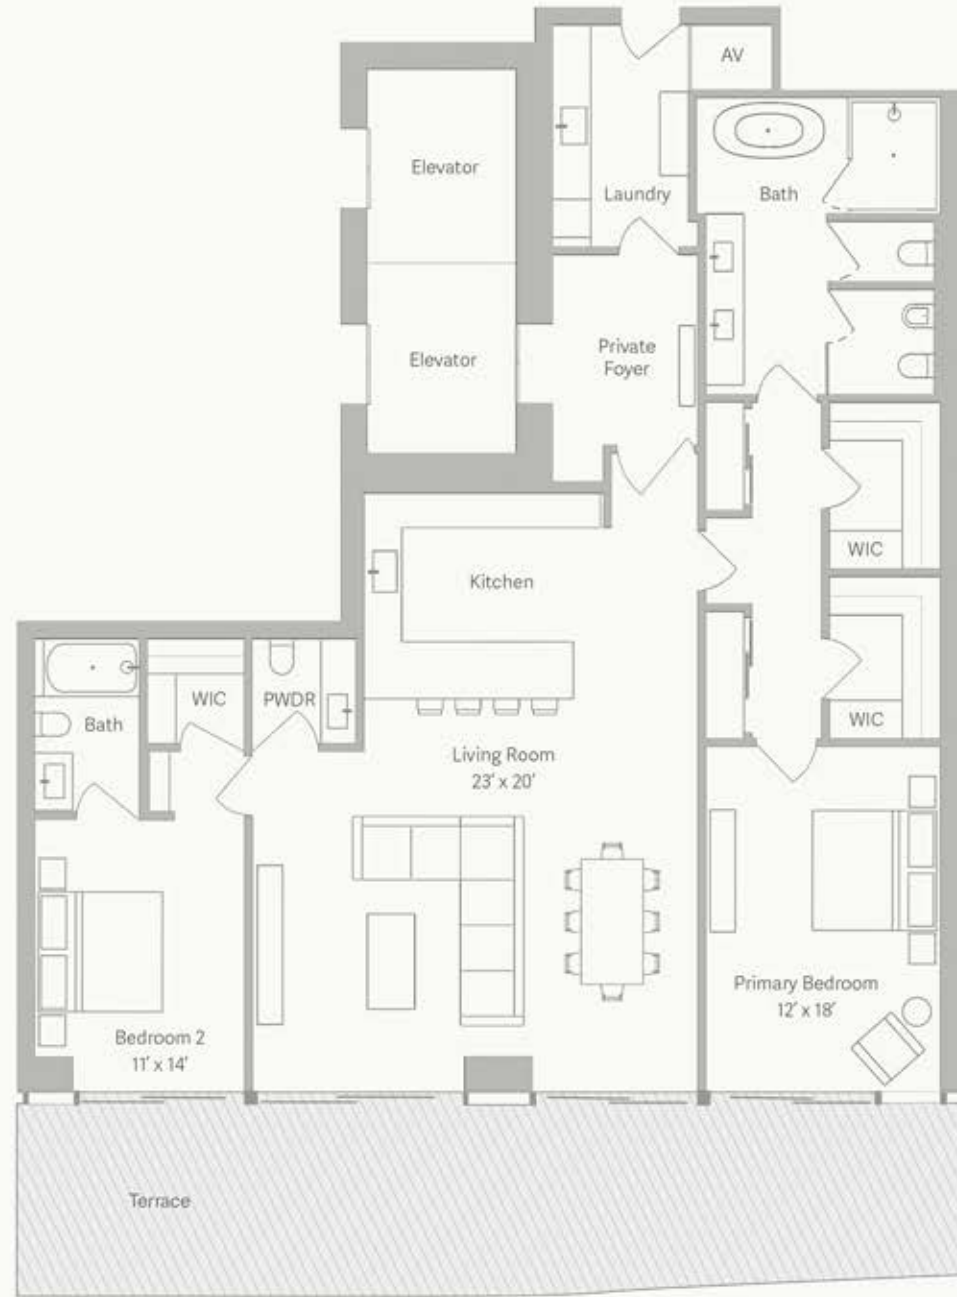 AV
Elevator
Laundry
Bath
Elevator
Private
Foyer
Kitchen
WIC
WIC
PWDR
Bath
WIC
Living Room
23' x 20'
Primary Bedroom
12' x 18'
Bedroom 2
11' x 14'
Terrace